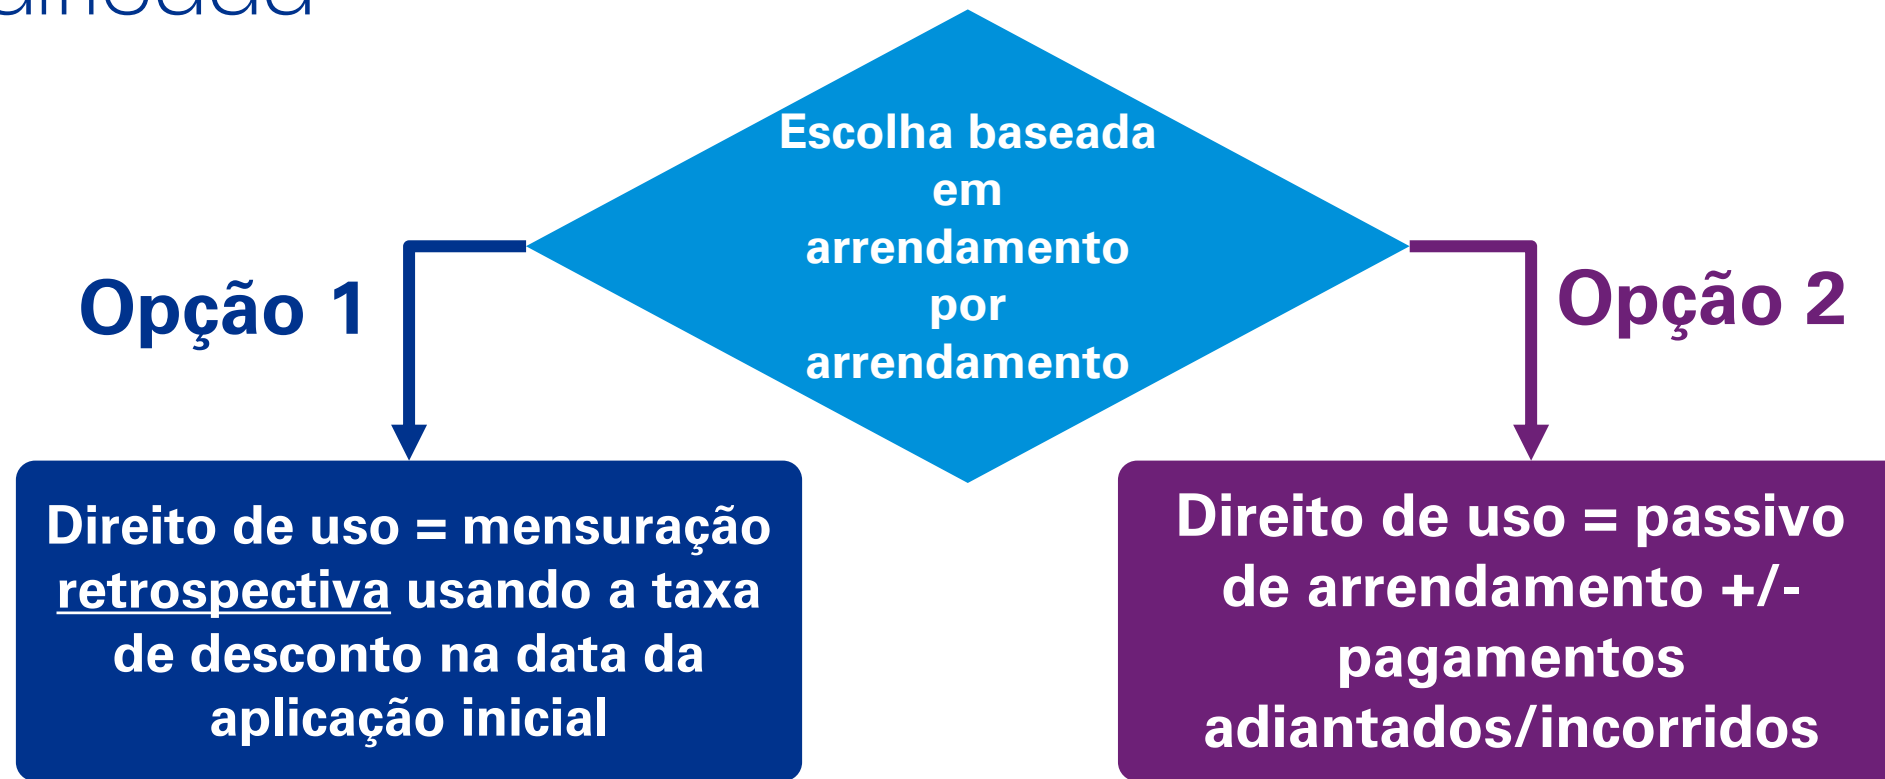 Escolha baseada
em
arrendamento
por
arrendamento
Opção 1
Opção 2
Direito de uso = mensuração
retrospectiva usando a taxa
de desconto na data da
aplicação inicial
Direito de uso = passivo
de arrendamento +/-
pagamentos
adiantados/incorridos